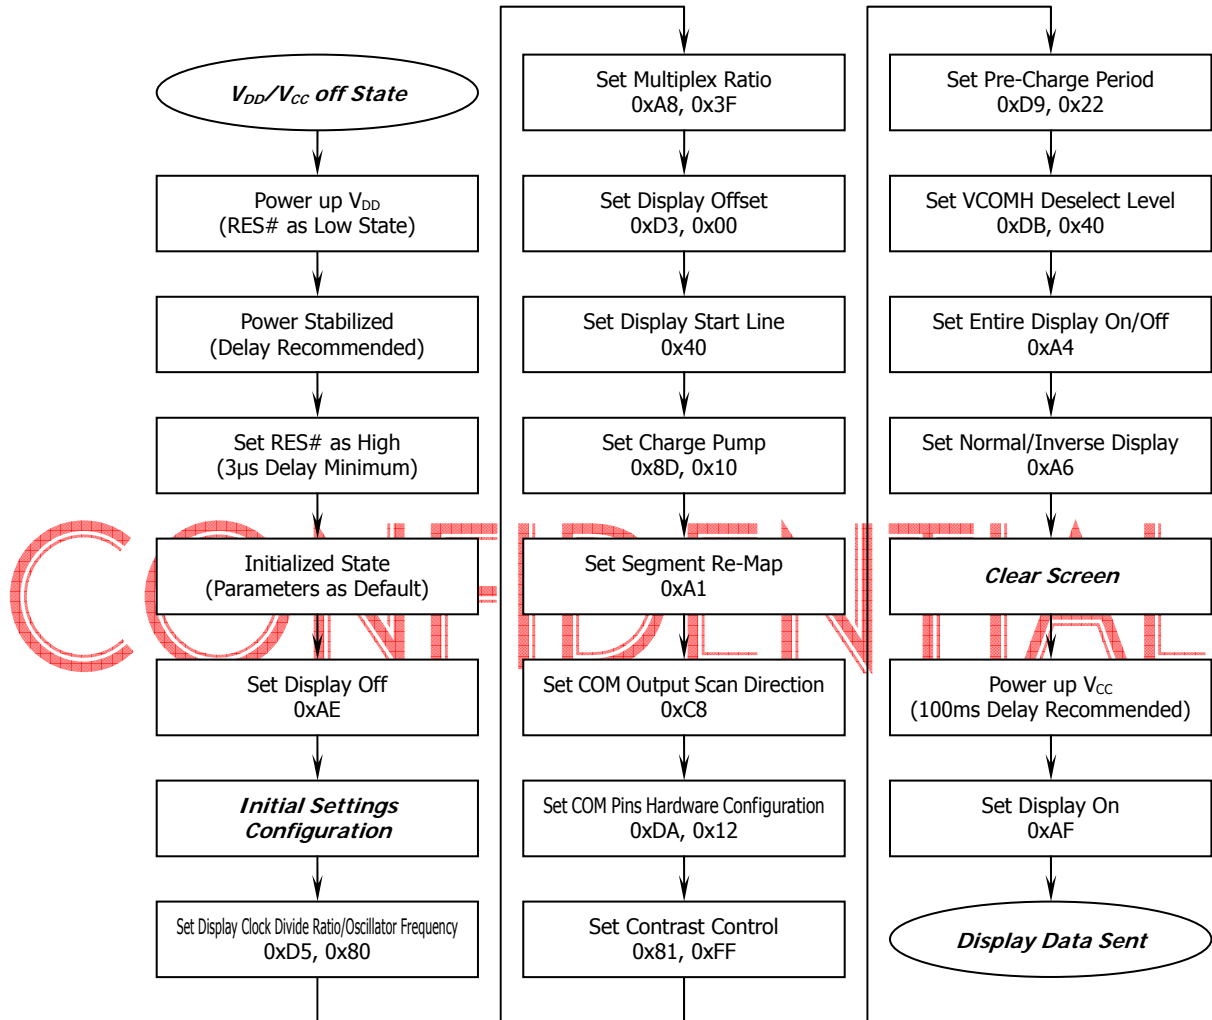 V_DD/V_CC off State
Power up V_DD
(RES# as Low State)
Power Stabilized
(Delay Recommended)
Set RES# as High
(3μs Delay Minimum)
Initialized State
(Parameters as Default)
Set Display Off
0xAE
Initial Settings
Configuration
Set Display Clock Divide Ratio/Oscillator Frequency
0xD5, 0x80
Set Multiplex Ratio
0xA8, 0x3F
Set Display Offset
0xD3, 0x00
Set Display Start Line
0x40
Set Charge Pump
0x8D, 0x10
Set Segment Re-Map
0xA1
Set COM Output Scan Direction
0xC8
Set COM Pins Hardware Configuration
0xDA, 0x12
Set Contrast Control
0x81, 0xFF
Set Pre-Charge Period
0xD9, 0x22
Set VCOMH Deselect Level
0xDB, 0x40
Set Entire Display On/Off
0xA4
Set Normal/Inverse Display
0xA6
Clear Screen
Power up V_CC
(100ms Delay Recommended)
Set Display On
0xAF
Display Data Sent
CONFIDENTIAL